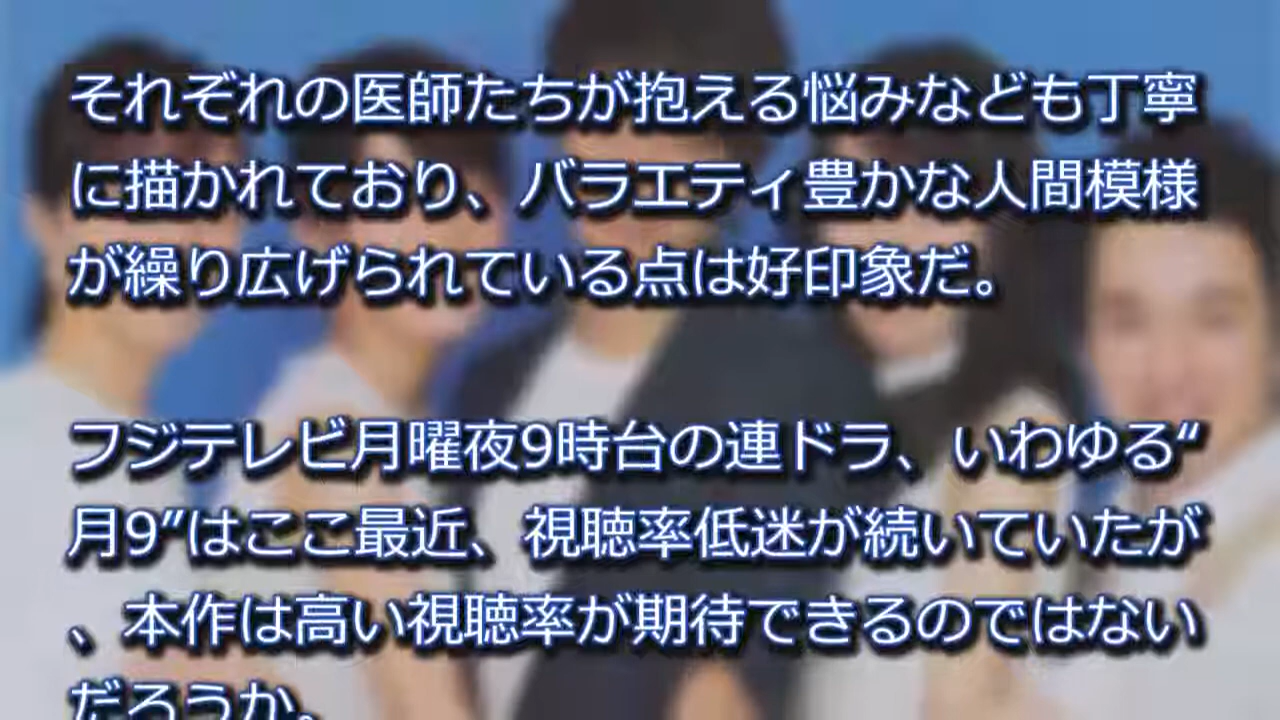 それぞれの医師たちが抱える悩みなども丁寧
に描かれており、バラエティ豊かな人間模様
が繰り広げられている点は好印象だ。
フジテレビ月曜夜9時台の連ドラ、いわゆる“
月9”はここ最近、視聴率低迷が続いていたが
、本作は高い視聴率が期待できるのではない
だろうか。